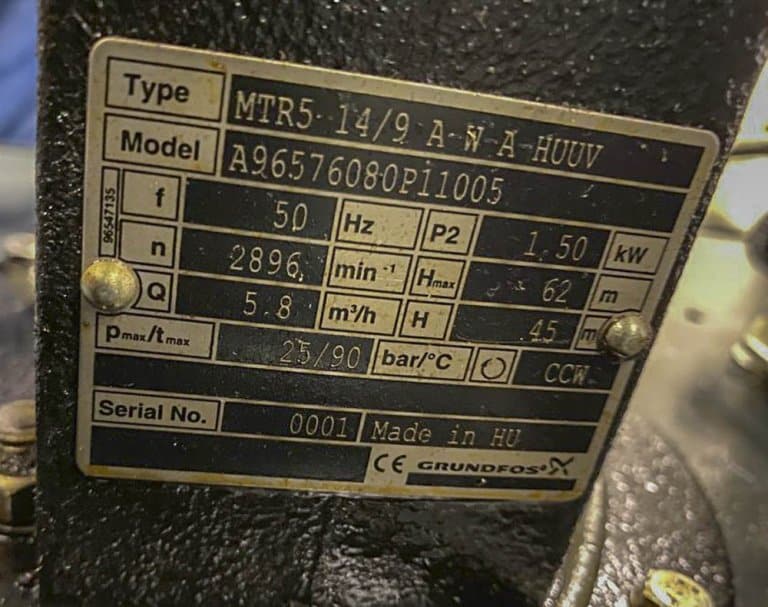 Type MTR5 14/9 A-W-A-HUUV
Model A96576080P11005
96547135
f 50 Hz P2 1.50 kW
n 2896 min⁻¹ Hmax 62 m
Q 5.8 m³/h H 45 m
pmax/tmax 25/90 bar/°C CCW
Serial No. 0001 Made in HU
CE GRUNDFOS